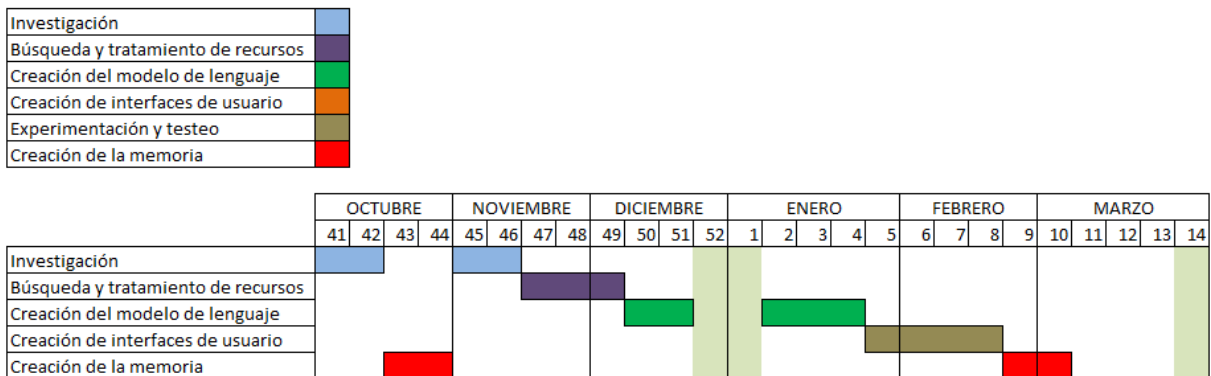 Investigación
Búsqueda y tratamiento de recursos
Creación del modelo de lenguaje
Creación de interfaces de usuario
Experimentación y testeo
Creación de la memoria
OCTUBRE NOVIEMBRE DICIEMBRE ENERO FEBRERO MARZO
41 42 43 44 45 46 47 48 49 50 51 52 1 2 3 4 5 6 7 8 9 10 11 12 13 14
Investigación
Búsqueda y tratamiento de recursos
Creación del modelo de lenguaje
Creación de interfaces de usuario
Creación de la memoria